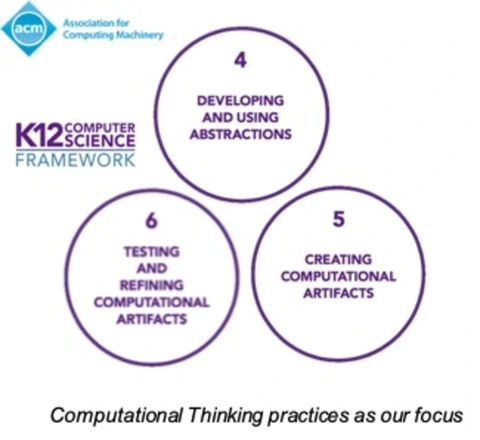 acm
Association for
Computing Machinery
K12 COMPUTER
SCIENCE
FRAMEWORK
4
DEVELOPING
AND USING
ABSTRACTIONS
6
TESTING
AND
REFINING
COMPUTATIONAL
ARTIFACTS
5
CREATING
COMPUTATIONAL
ARTIFACTS
Computational Thinking practices as our focus